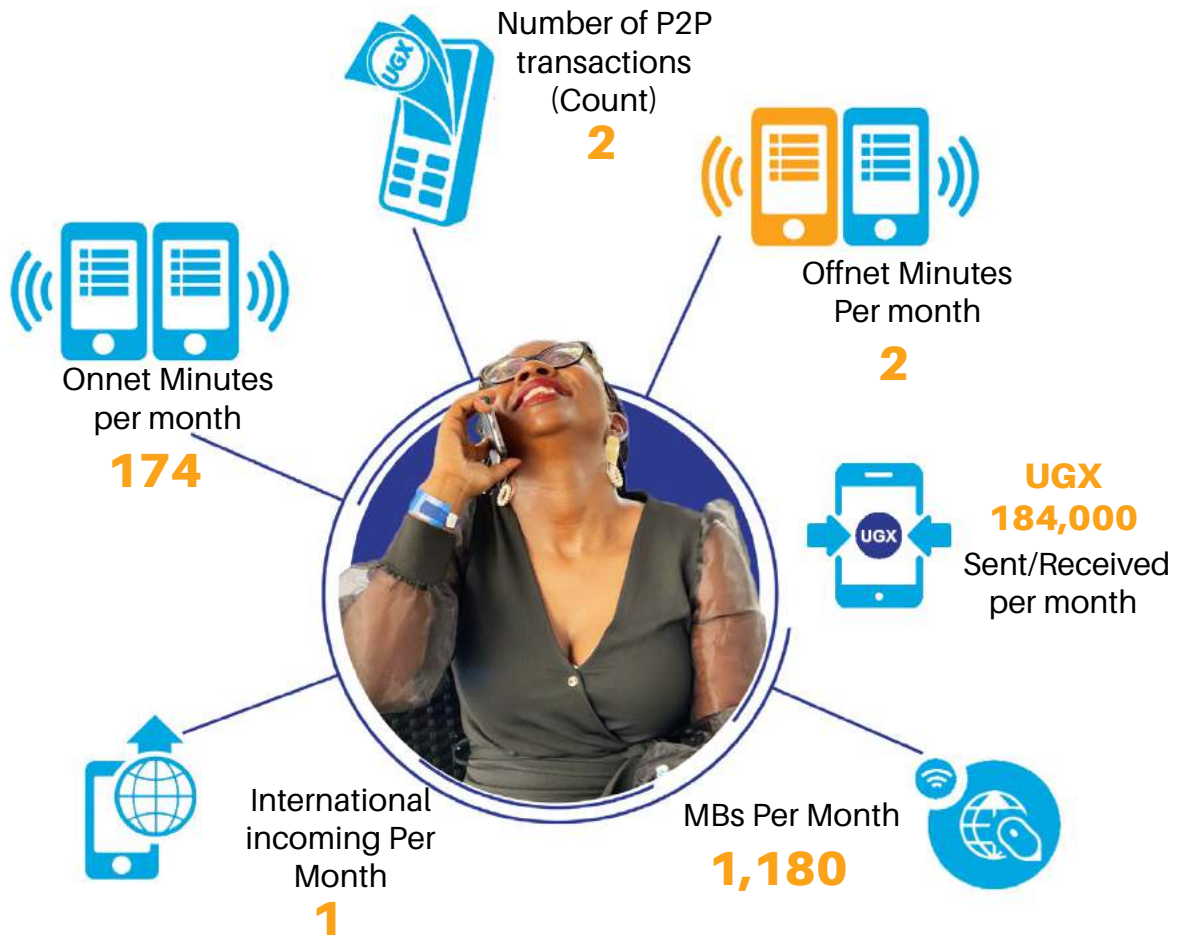 Number of P2P
transactions
(Count)
2
UGX
Offnet Minutes
Per month
2
Onnet Minutes
per month
174
UGX
184,000
Sent/Received
per month
UGX
International
incoming Per
Month
1
MBs Per Month
1,180